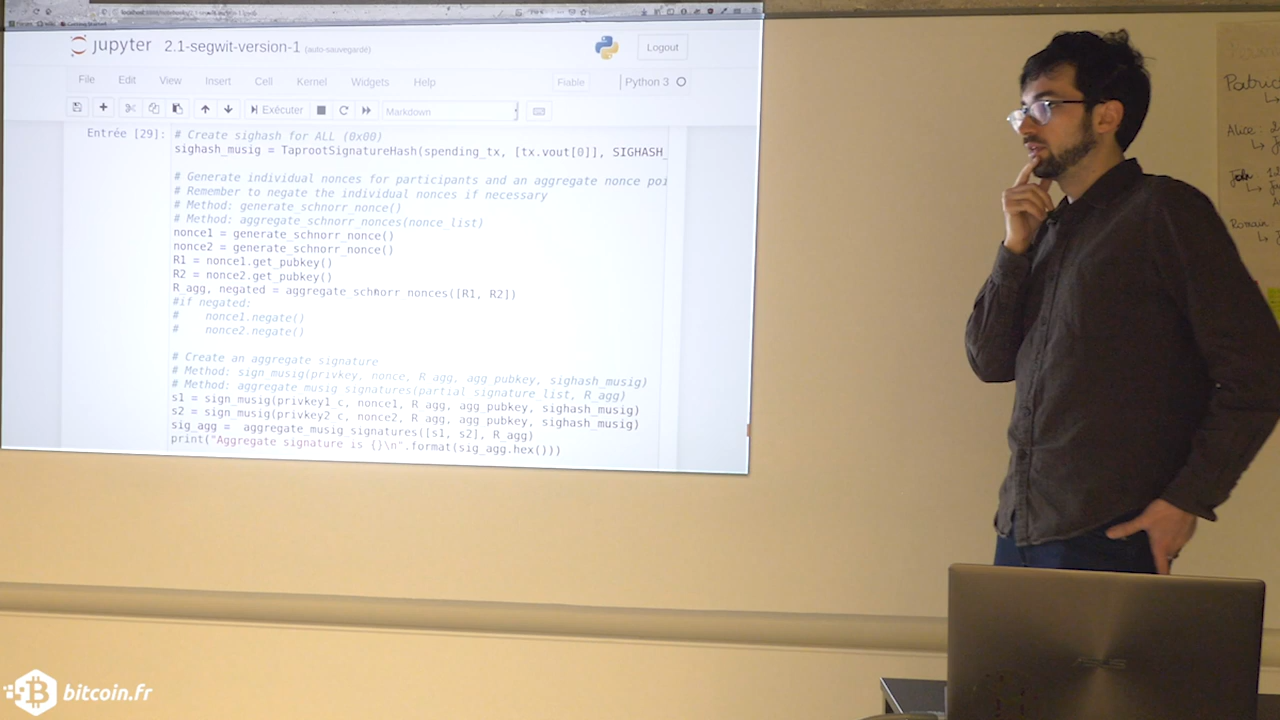 jupyter 2.1-segwit-version-1 (auto-sauvegardé)
Logout
File Edit View Insert Cell Kernel Widgets Help
Fiable
Python 3
Exécuter
Markdown
Entrée [29]:
# Create sighash for ALL (0x00)
sighash_musig = TaprootSignatureHash(spending_tx, [tx.vout[0]], SIGHASH_
# Generate individual nonces for participants and an aggregate nonce poi
# Remember to negate the individual nonces if necessary
# Method: generate_schnorr_nonce()
# Method: aggregate_schnorr_nonces(nonce_list)
nonce1 = generate_schnorr_nonce()
nonce2 = generate_schnorr_nonce()
R1 = nonce1.get_pubkey()
R2 = nonce2.get_pubkey()
R_agg, negated = aggregate_schnorr_nonces([R1, R2])
#if negated:
#    nonce1.negate()
#    nonce2.negate()
# Create an aggregate signature
# Method: sign_musig(privkey, nonce, R_agg, agg_pubkey, sighash_musig)
# Method: aggregate_musig_signatures(partial_signature_list, R_agg)
s1 = sign_musig(privkey1_c, nonce1, R_agg, agg_pubkey, sighash_musig)
s2 = sign_musig(privkey2_c, nonce2, R_agg, agg_pubkey, sighash_musig)
sig_agg =  aggregate_musig_signatures([s1, s2], R_agg)
print("Aggregate signature is {}\n".format(sig_agg.hex()))
Patric
Alice :
John
Romain
ASUS
bitcoin.fr